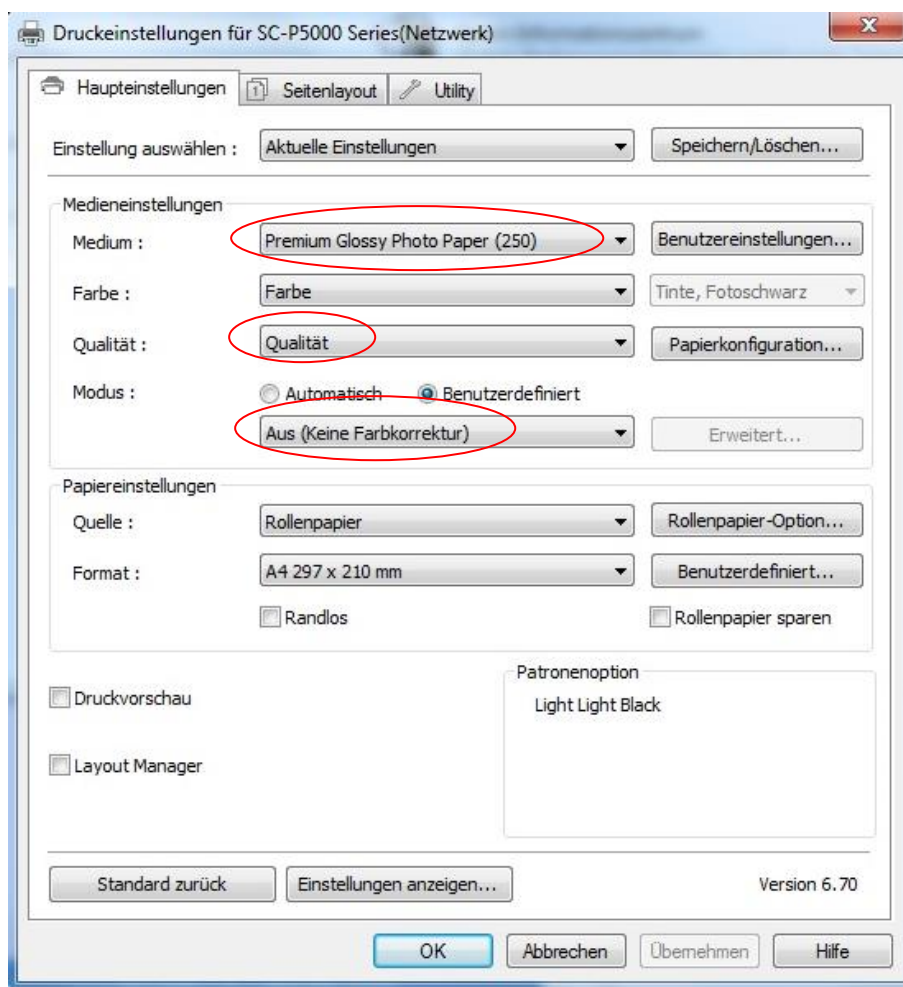 Druckeinstellungen für SC-P5000 Series(Netzwerk)
Haupteinstellungen Seitenlayout Utility
Einstellung auswählen : Aktuelle Einstellungen Speichern/Löschen...
Medieneinstellungen
Medium : Premium Glossy Photo Paper (250) Benutzereinstellungen...
Farbe : Farbe Tinte, Fotoschwarz
Qualität : Qualität Papierkonfiguration...
Modus : Automatisch Benutzerdefiniert
Aus (Keine Farbkorrektur) Erweitert...
Papiereinstellungen
Quelle : Rollenpapier Rollenpapier-Option...
Format : A4 297 x 210 mm Benutzerdefiniert...
Randlos Rollenpapier sparen
Patronenoption
Druckvorschau Light Light Black
Layout Manager
Standard zurück Einstellungen anzeigen... Version 6.70
OK Abbrechen Übernehmen Hilfe